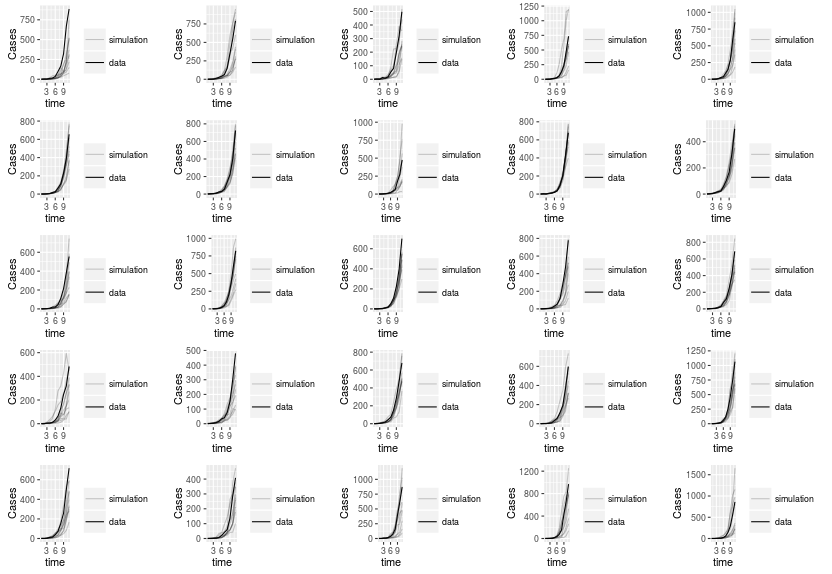 Cases
750
500
250
0
3 6 9
time
simulation
data
Cases
750
500
250
0
3 6 9
time
simulation
data
Cases
500
400
300
200
100
0
3 6 9
time
simulation
data
Cases
1250
1000
750
500
250
0
3 6 9
time
simulation
data
Cases
1000
750
500
250
0
3 6 9
time
simulation
data
Cases
800
600
400
200
0
3 6 9
time
simulation
data
Cases
800
600
400
200
0
3 6 9
time
simulation
data
Cases
1000
750
500
250
0
3 6 9
time
simulation
data
Cases
800
600
400
200
0
3 6 9
time
simulation
data
Cases
400
200
0
3 6 9
time
simulation
data
Cases
600
400
200
0
3 6 9
time
simulation
data
Cases
1000
750
500
250
0
3 6 9
time
simulation
data
Cases
600
400
200
0
3 6 9
time
simulation
data
Cases
800
600
400
200
0
3 6 9
time
simulation
data
Cases
800
600
400
200
0
3 6 9
time
simulation
data
Cases
600
400
200
0
3 6 9
time
simulation
data
Cases
500
400
300
200
100
0
3 6 9
time
simulation
data
Cases
800
600
400
200
0
3 6 9
time
simulation
data
Cases
600
400
200
0
3 6 9
time
simulation
data
Cases
1250
1000
750
500
250
0
3 6 9
time
simulation
data
Cases
600
400
200
0
3 6 9
time
simulation
data
Cases
400
300
200
100
0
3 6 9
time
simulation
data
Cases
1000
750
500
250
0
3 6 9
time
simulation
data
Cases
1200
800
400
0
3 6 9
time
simulation
data
Cases
1500
1000
500
0
3 6 9
time
simulation
data